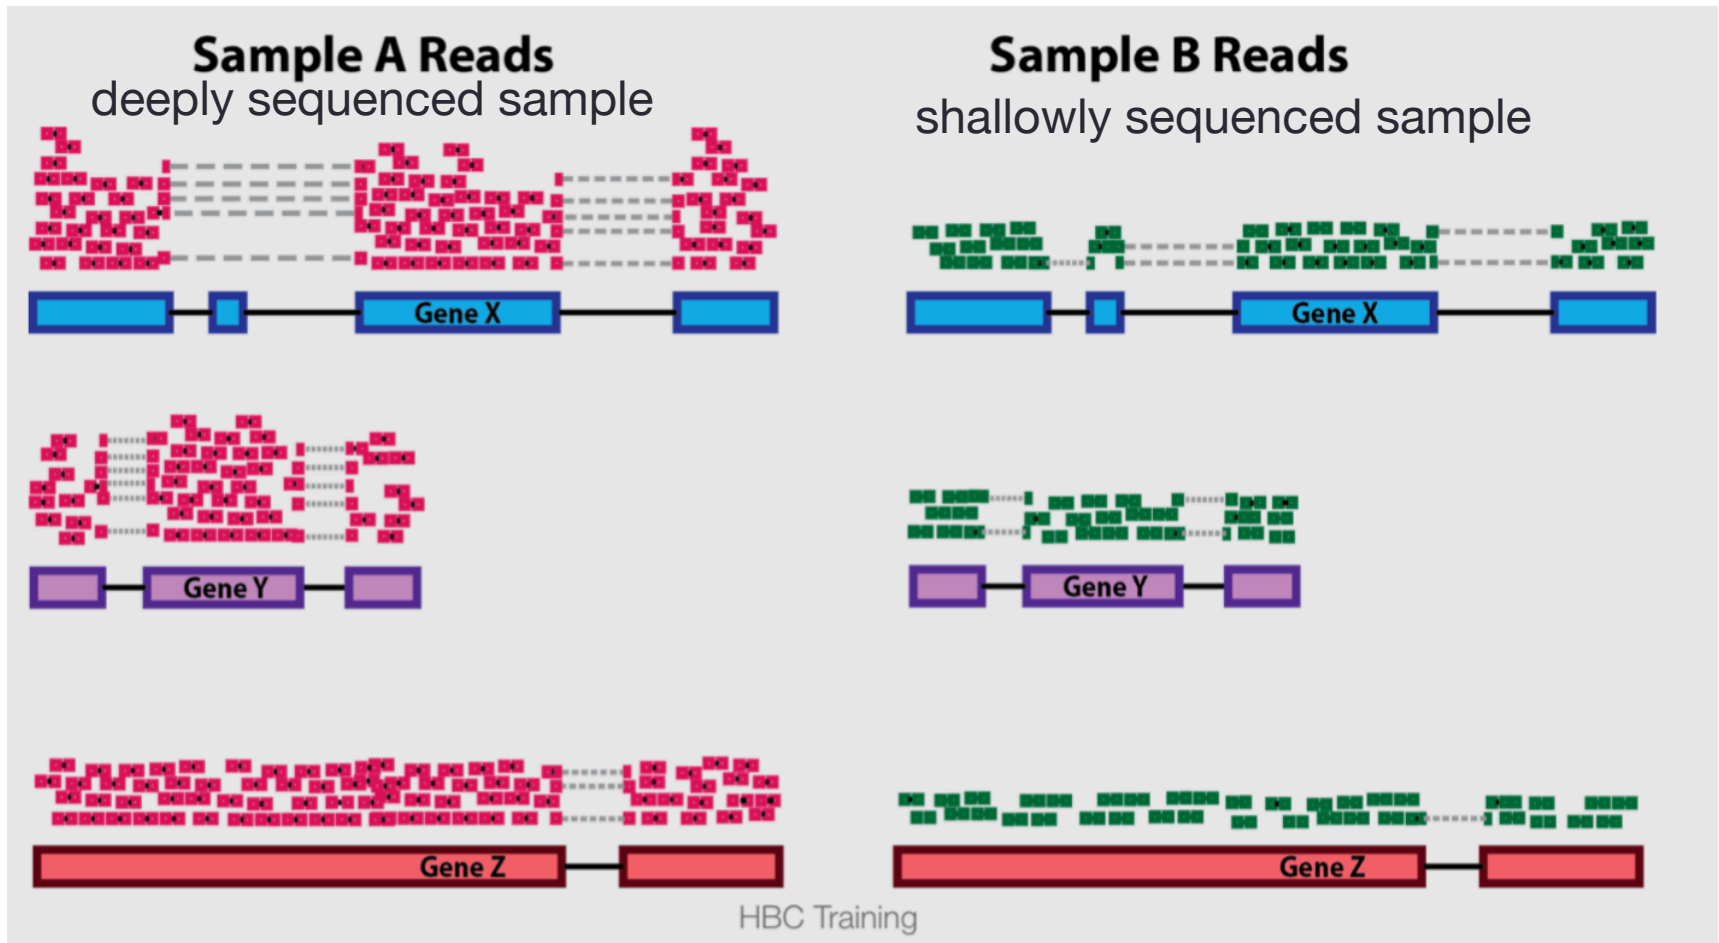 Sample A Reads
deeply sequenced sample
Sample B Reads
shallowly sequenced sample
Gene X
Gene X
Gene Y
Gene Y
Gene Z
Gene Z
HBC Training